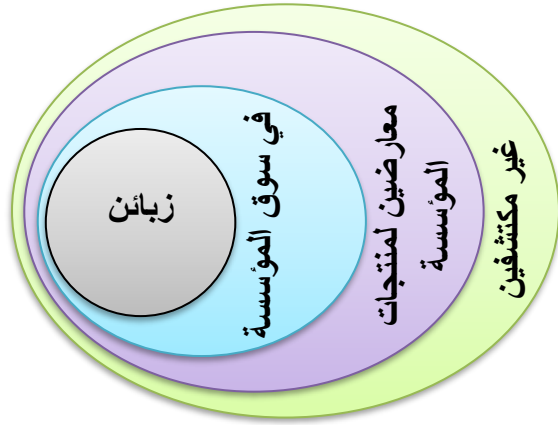 زبائن
في سوق المؤسسة
معارضين لمنتجات
المؤسسة
غير مكتشفين